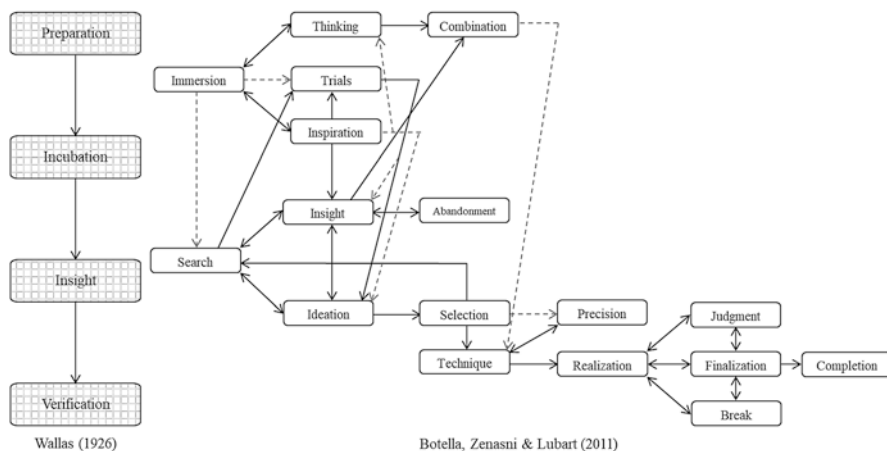 Preparation
Incubation
Insight
Verification
Wallas (1926)
Thinking
Combination
Immersion
Trials
Inspiration
Insight
Abandonment
Search
Ideation
Selection
Precision
Judgment
Technique
Realization
Finalization
Completion
Break
Botella, Zenasni & Lubart (2011)